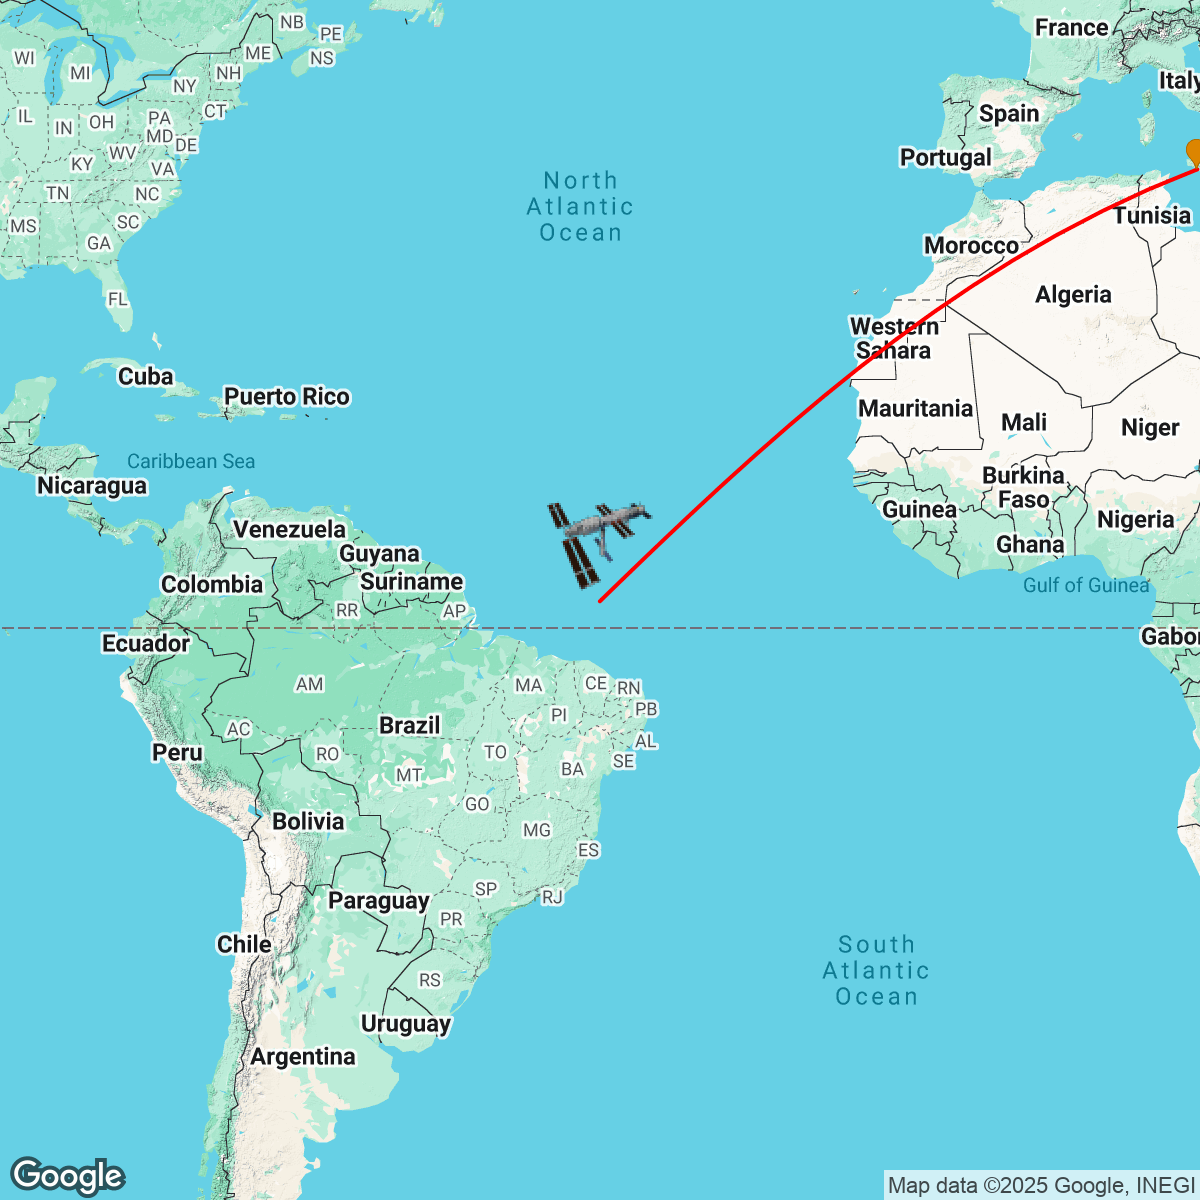 NB
PE
NS
ME
WI
MI
NH
NY
CT
IL
IN
OH
PA
MD
DE
WV
KY
VA
TN
NC
MS
SC
GA
FL
France
Italy
Spain
Portugal
North
Atlantic
Ocean
Tunisia
Morocco
Algeria
Western
Sahara
Cuba
Puerto Rico
Mauritania
Mali
Niger
Caribbean Sea
Nicaragua
Burkina
Faso
Guinea
Nigeria
Ghana
Venezuela
Guyana
Suriname
Colombia
Gulf of Guinea
RR
AP
Ecuador
Gabon
AM
MA
CE
RN
PB
PI
AC
Brazil
AL
Peru
RO
TO
SE
MT
BA
GO
Bolivia
MG
ES
SP
RJ
Paraguay
PR
Chile
South
Atlantic
Ocean
RS
Uruguay
Argentina
Google
Map data ©2025 Google, INEGI